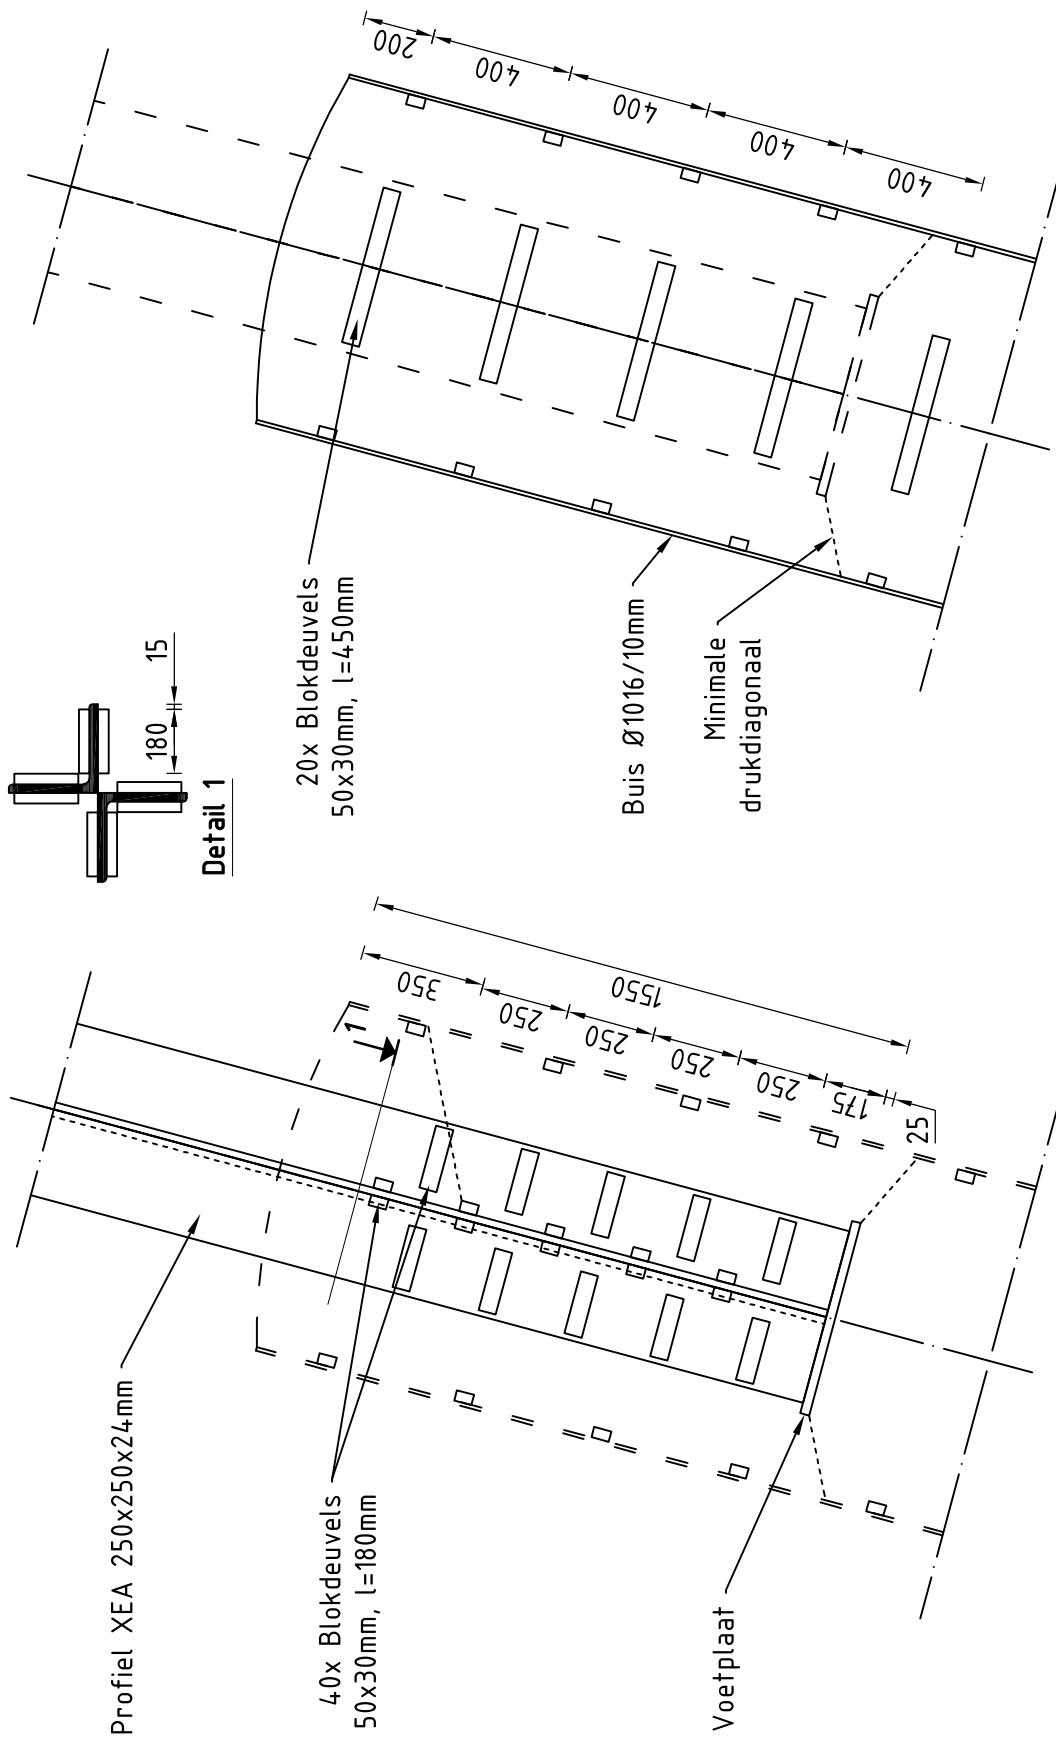 Profiel XEA 250x250x24mm
40x Blokdeuvels
50x30mm, l=180mm
Voetplaat
1
350
250
250
250
250
175
25
1550
Detail 1
180
15
20x Blokdeuvels
50x30mm, l=450mm
Buis Ø1016/10mm
Minimale
drukdiagonaal
200
400
400
400
400